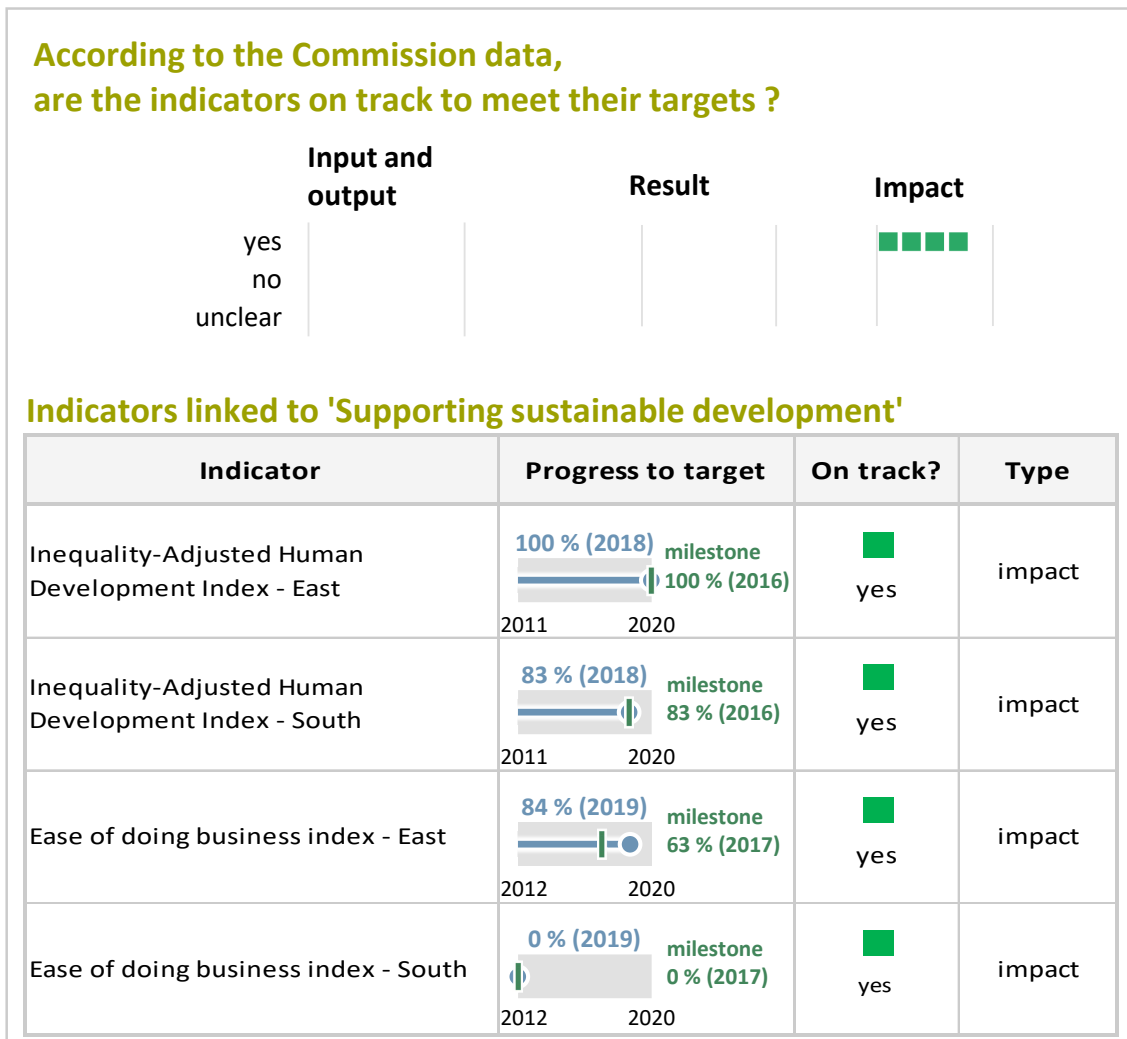 According to the Commission data,
are the indicators on track to meet their targets ?
Input and
output
Result
Impact
yes
no
unclear
Indicators linked to 'Supporting sustainable development'
Indicator
Progress to target
On track?
Type
Inequality-Adjusted Human
Development Index - East
100 % (2018)
milestone
100 % (2016)
2011
2020
yes
impact
Inequality-Adjusted Human
Development Index - South
83 % (2018)
milestone
83 % (2016)
2011
2020
yes
impact
Ease of doing business index - East
84 % (2019)
milestone
63 % (2017)
2012
2020
yes
impact
Ease of doing business index - South
0 % (2019)
milestone
0 % (2017)
2012
2020
yes
impact